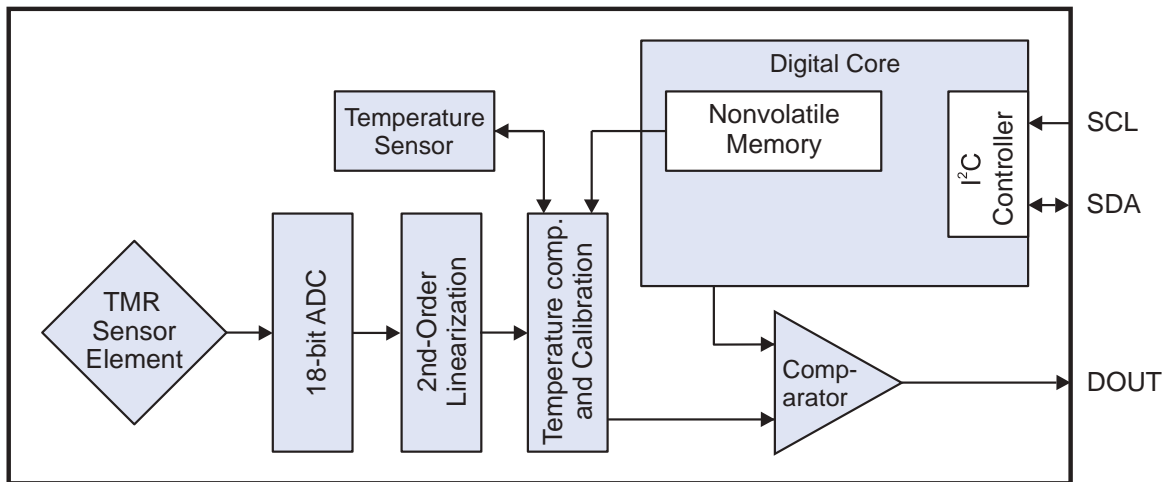 Digital Core
Temperature
Sensor
Nonvolatile
Memory
I²C
Controller
SCL
SDA
TMR
Sensor
Element
18-bit ADC
2nd-Order
Linearization
Temperature comp.
and Calibration
Comp-
arator
DOUT